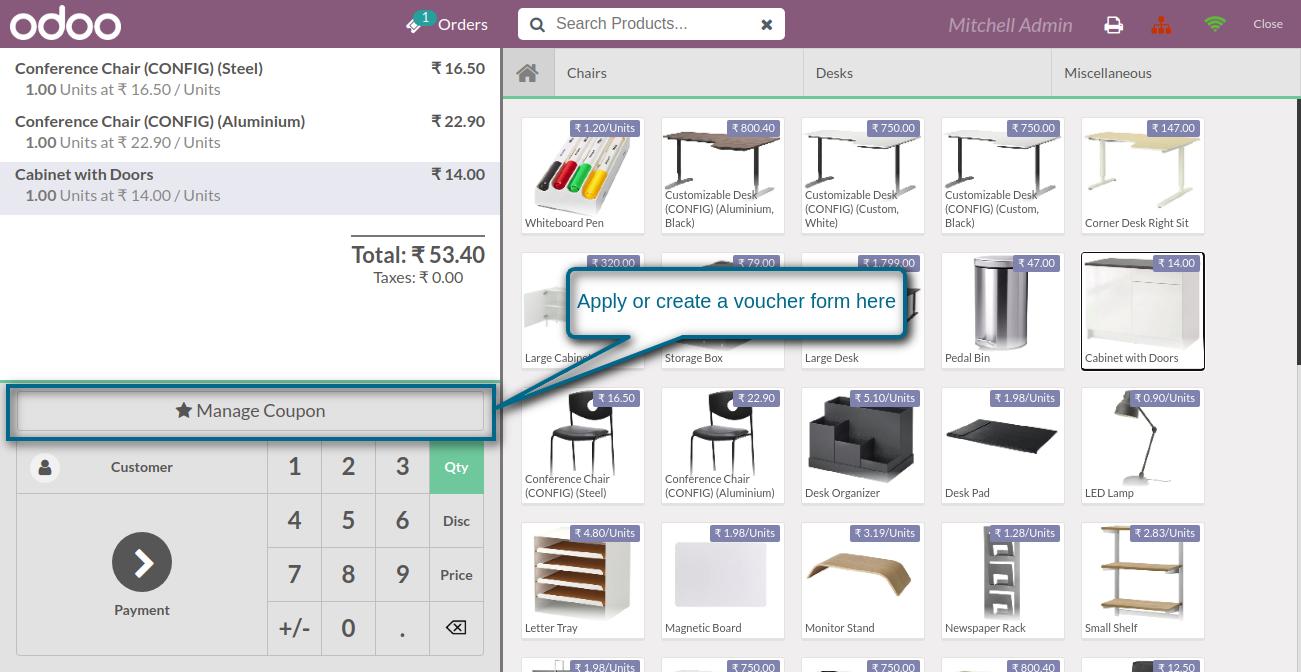 odoo
1
Orders
Search Products...
Mitchell Admin
Close
Conference Chair (CONFIG) (Steel) ₹ 16.50
1.00 Units at ₹ 16.50 / Units
Conference Chair (CONFIG) (Aluminium) ₹ 22.90
1.00 Units at ₹ 22.90 / Units
Cabinet with Doors ₹ 14.00
1.00 Units at ₹ 14.00 / Units
Total: ₹ 53.40
Taxes: ₹ 0.00
Manage Coupon
Customer
1 2 3 Qty
4 5 6 Disc
7 8 9 Price
+/- 0 .
Payment
Chairs
Desks
Miscellaneous
₹ 1.20/Units
Whiteboard Pen
₹ 800.40
Customizable Desk
(CONFIG) (Aluminium,
Black)
₹ 750.00
Customizable Desk
(CONFIG) (Custom,
White)
₹ 750.00
Customizable Desk
(CONFIG) (Custom,
Black)
₹ 147.00
Corner Desk Right Sit
Apply or create a voucher form here
₹ 320.00
Large Cabinet
₹ 79.00
Storage Box
₹ 1,799.00
Large Desk
₹ 47.00
Pedal Bin
₹ 14.00
Cabinet with Doors
₹ 16.50
Conference Chair
(CONFIG) (Steel)
₹ 22.90
Conference Chair
(CONFIG) (Aluminium)
₹ 5.10/Units
Desk Organizer
₹ 1.98/Units
Desk Pad
₹ 0.90/Units
LED Lamp
₹ 4.80/Units
Letter Tray
₹ 1.98/Units
Magnetic Board
₹ 3.19/Units
Monitor Stand
₹ 1.28/Units
Newspaper Rack
₹ 2.83/Units
Small Shelf
₹ 1.98/Units
₹ 750.00
₹ 750.00
₹ 800.40
₹ 12.50